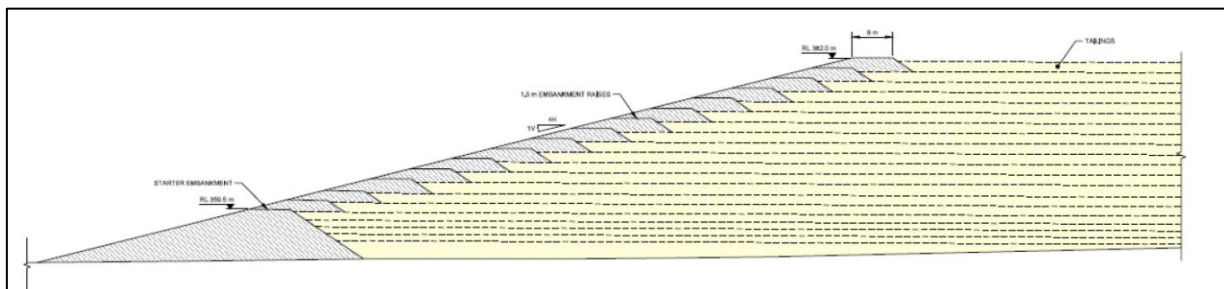 6 m
RL 382.0 m
TAILINGS
1.5 m EMBANKMENT RAISES
4H
1V
STARTER EMBANKMENT
RL 359.5 m